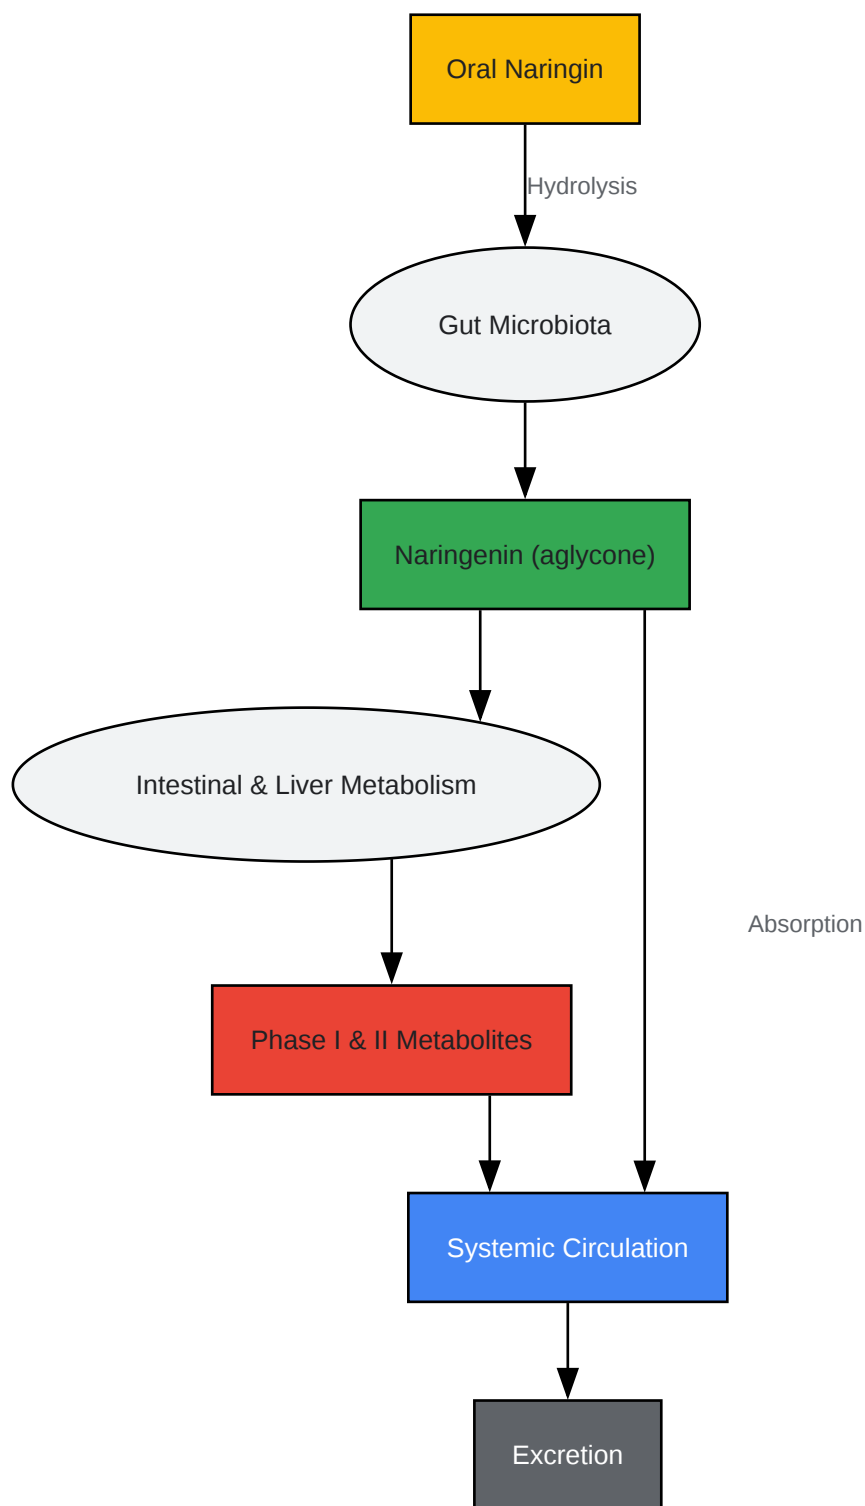 Oral Naringin
Hydrolysis
Gut Microbiota
Naringenin (aglycone)
Intestinal & Liver Metabolism
Absorption
Phase I & II Metabolites
Systemic Circulation
Excretion